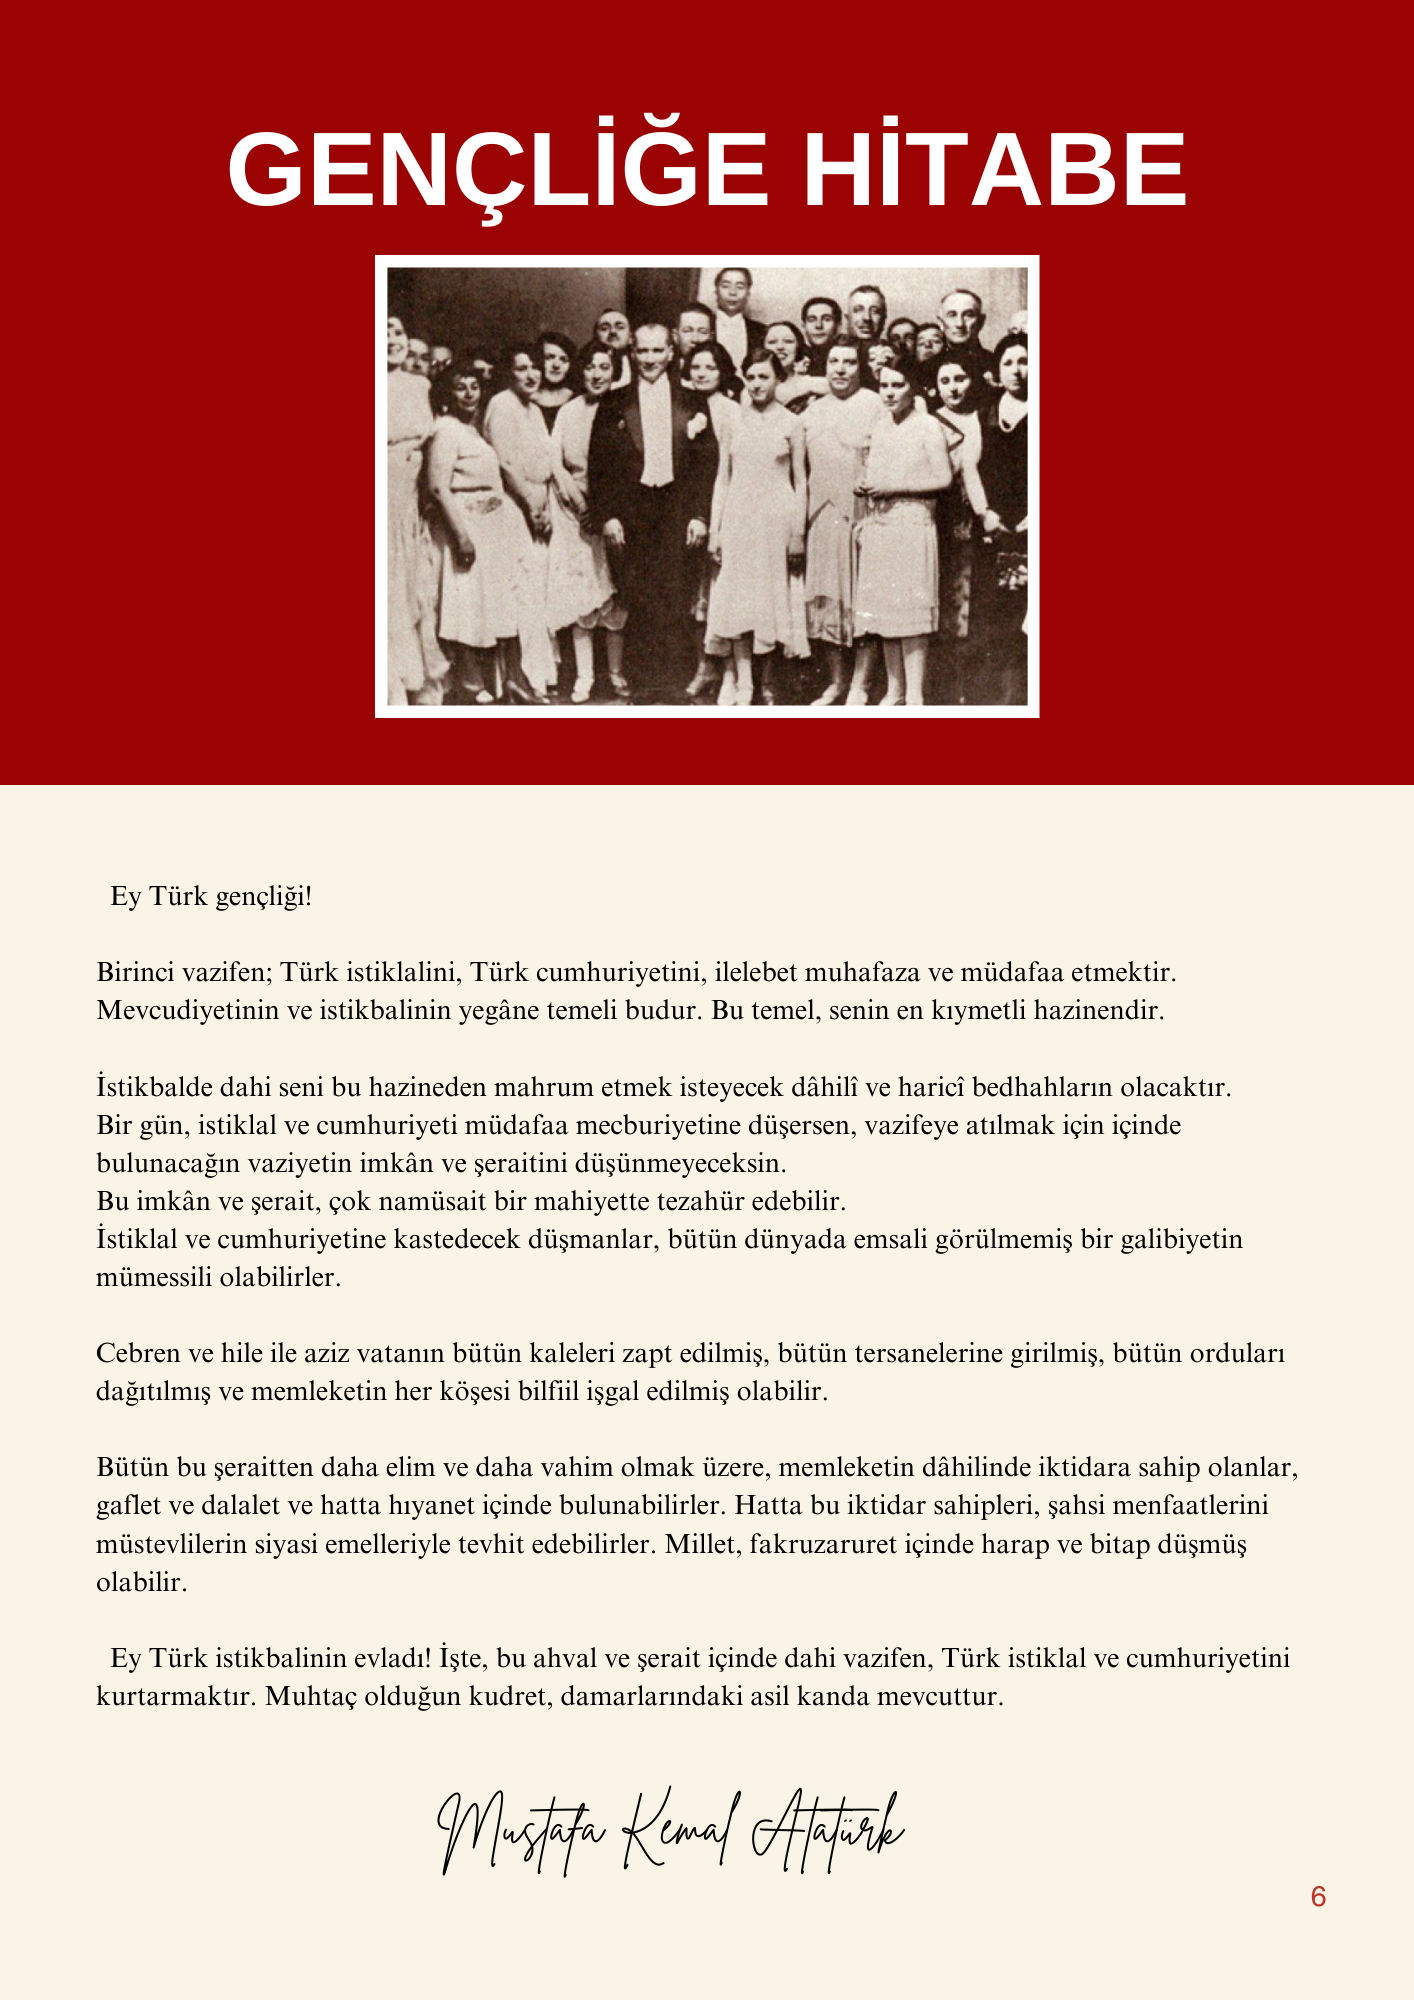 GENÇLİĞE HİTABE
Ey Türk gençliği!
Birinci vazifen; Türk istiklalini, Türk cumhuriyetini, ilelebet muhafaza ve müdafaa etmektir.
Mevcudiyetinin ve istikbalinin yegâne temeli budur. Bu temel, senin en kıymetli hazinendir.
İstikbalde dahi seni bu hazineden mahrum etmek isteyecek dâhilî ve haricî bedhahların olacaktır.
Bir gün, istiklal ve cumhuriyeti müdafaa mecburiyetine düşersen, vazifeye atılmak için içinde
bulunacağın vaziyetin imkân ve şeraitini düşünmeyeceksin.
Bu imkân ve şerait, çok namüsait bir mahiyette tezahür edebilir.
İstiklal ve cumhuriyetine kastedecek düşmanlar, bütün dünyada emsali görülmemiş bir galibiyetin
mümessili olabilirler.
Cebren ve hile ile aziz vatanın bütün kaleleri zapt edilmiş, bütün tersanelerine girilmiş, bütün orduları
dağıtılmış ve memleketin her köşesi bilfiil işgal edilmiş olabilir.
Bütün bu şeraitten daha elim ve daha vahim olmak üzere, memleketin dâhilinde iktidara sahip olanlar,
gaflet ve dalalet ve hatta hıyanet içinde bulunabilirler. Hatta bu iktidar sahipleri, şahsi menfaatlerini
müstevlilerin siyasi emelleriyle tevhit edebilirler. Millet, fakruzaruret içinde harap ve bitap düşmüş
olabilir.
Ey Türk istikbalinin evladı! İşte, bu ahval ve şerait içinde dahi vazifen, Türk istiklal ve cumhuriyetini
kurtarmaktır. Muhtaç olduğun kudret, damarlarındaki asil kanda mevcuttur.
Mustafa Kemal Atatürk
6